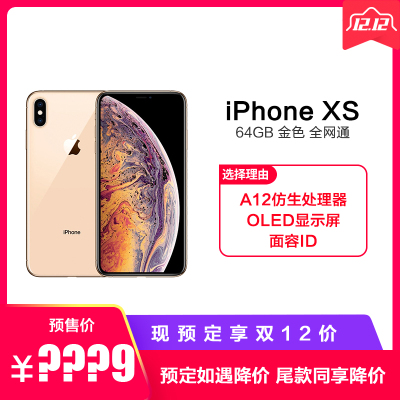 12.12
iPhone XS
64GB 金色 全网通
选择理由
A12仿生处理器
OLED显示屏
面容ID
iPhone
预售价
现预定享双12价
¥????9
预定如遇降价 尾款同享降价